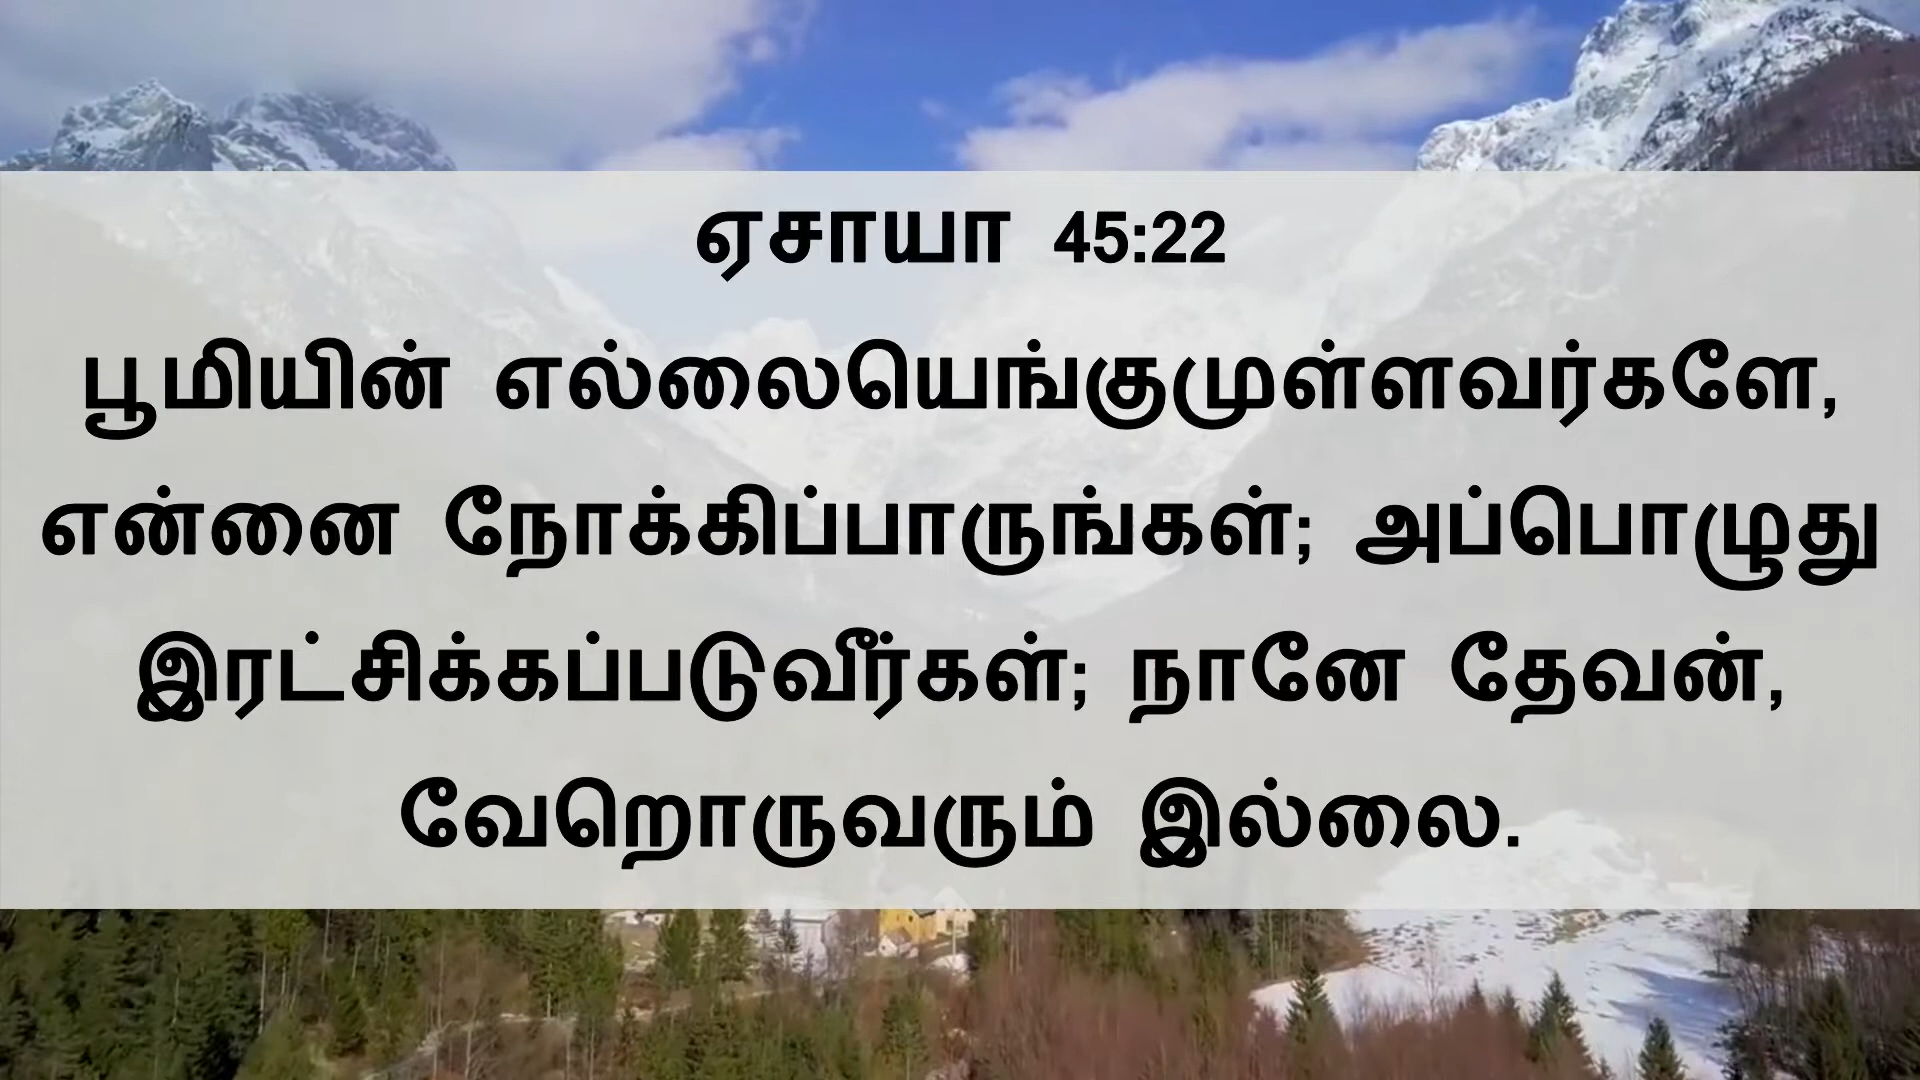 ஏசாயா 45:22
பூமியின் எல்லையெங்குமுள்ளவர்களே,
என்னை நோக்கிப்பாருங்கள்; அப்பொழுது
இரட்சிக்கப்படுவீர்கள்; நானே தேவன்,
வேறொருவரும் இல்லை.